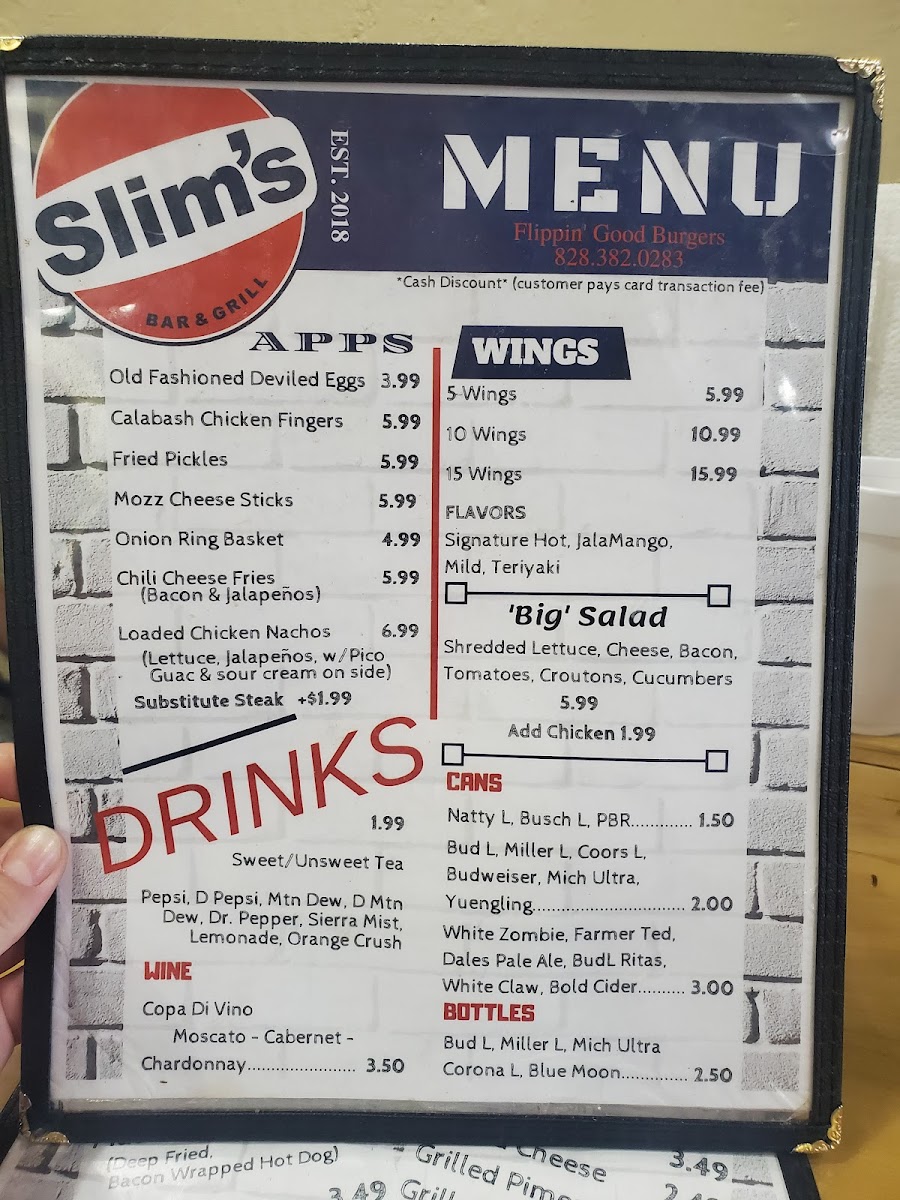 Slim's
BAR & GRILL
EST. 2018
MENU
Flippin' Good Burgers
828.382.0283
*Cash Discount* (customer pays card transaction fee)
APPS
Old Fashioned Deviled Eggs 3.99
Calabash Chicken Fingers 5.99
Fried Pickles 5.99
Mozz Cheese Sticks 5.99
Onion Ring Basket 4.99
Chili Cheese Fries 5.99
(Bacon & Jalapeños)
Loaded Chicken Nachos 6.99
(Lettuce, Jalapeños, w/Pico
Guac & sour cream on side)
Substitute Steak +$1.99
WINGS
5 Wings 5.99
10 Wings 10.99
15 Wings 15.99
FLAVORS
Signature Hot, JalaMango,
Mild, Teriyaki
'Big' Salad
Shredded Lettuce, Cheese, Bacon,
Tomatoes, Croutons, Cucumbers
5.99
Add Chicken 1.99
DRINKS
1.99
Sweet/Unsweet Tea
Pepsi, D Pepsi, Mtn Dew, D Mtn
Dew, Dr. Pepper, Sierra Mist,
Lemonade, Orange Crush
WINE
Copa Di Vino
Moscato - Cabernet -
Chardonnay..................... 3.50
CANS
Natty L, Busch L, PBR............ 1.50
Bud L, Miller L, Coors L,
Budweiser, Mich Ultra,
Yuengling.............................. 2.00
White Zombie, Farmer Ted,
Dales Pale Ale, BudL Ritas,
White Claw, Bold Cider.......... 3.00
BOTTLES
Bud L, Miller L, Mich Ultra
Corona L, Blue Moon............. 2.50
(Deep Fried,
Bacon Wrapped Hot Dog)
3.49
Cheese 3.49
- Grilled